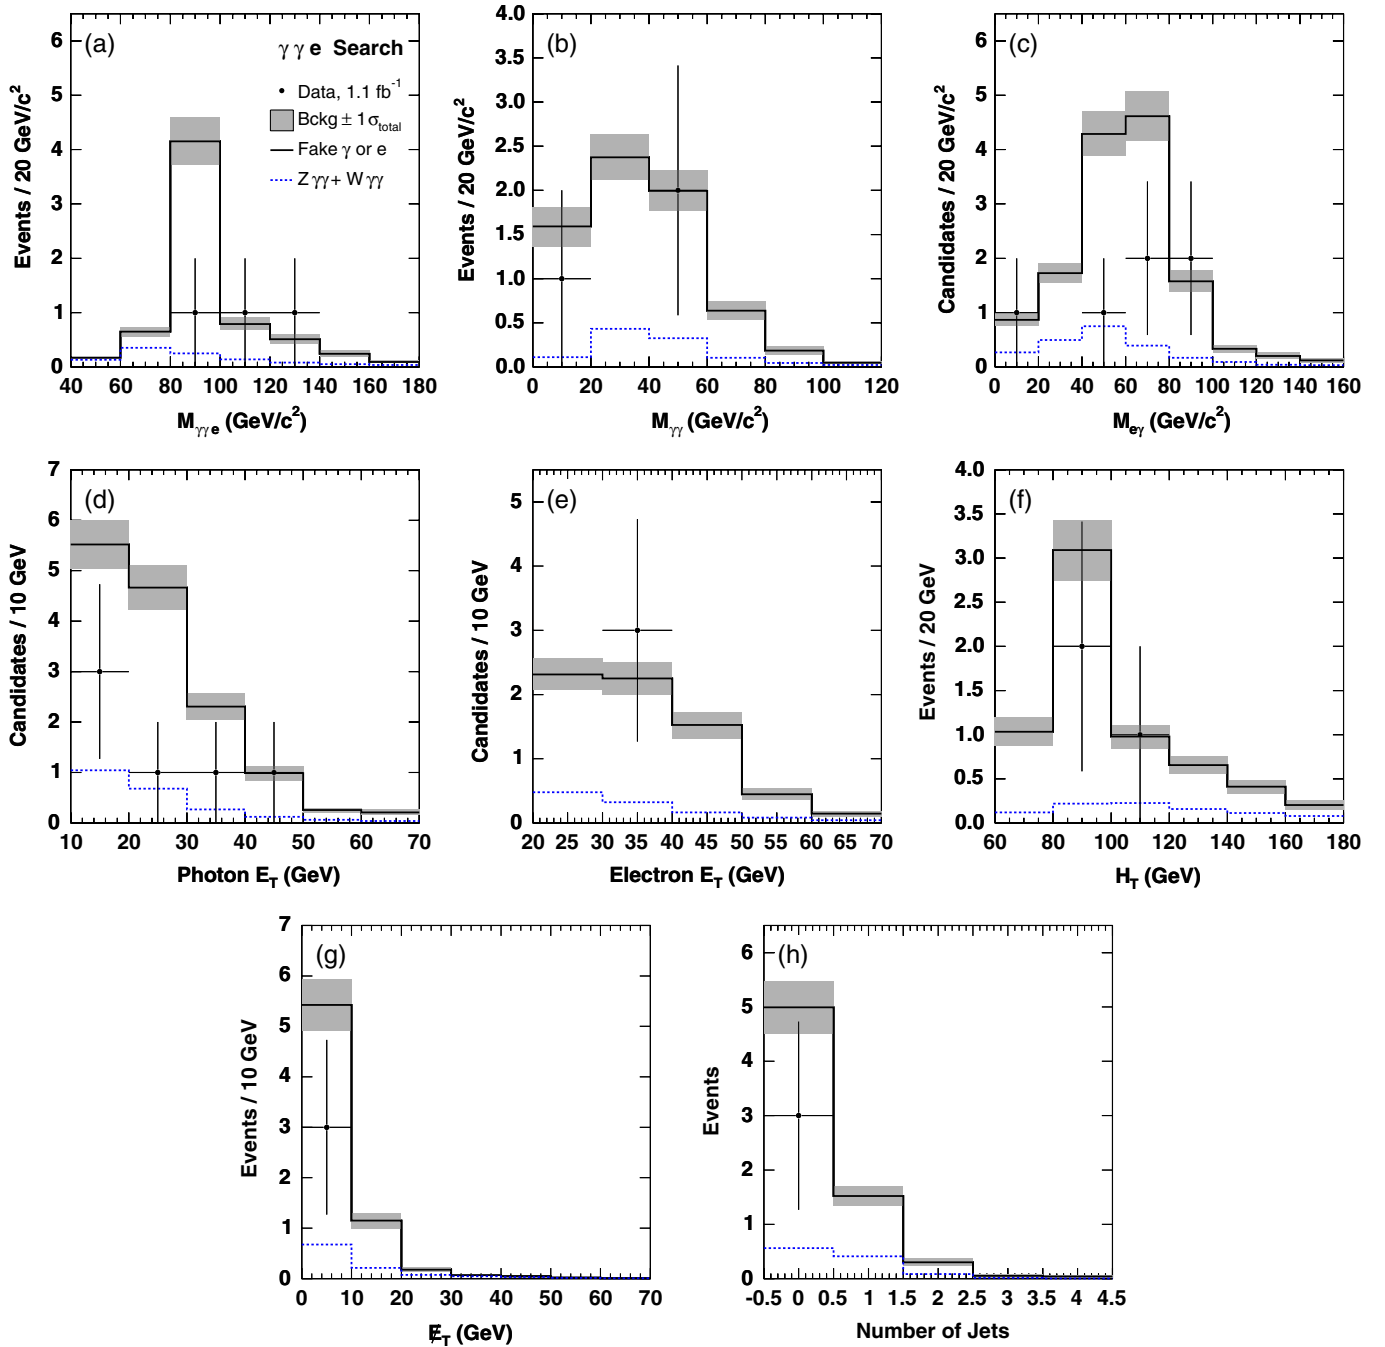 (a)
γγe Search
Data, 1.1 fb⁻¹
Bckg ± 1σtotal
Fake γ or e
Zγγ+Wγγ
Events / 20 GeV/c²
0 1 2 3 4 5 6
40 60 80 100 120 140 160 180
Mγγe (GeV/c²)
(b)
Events / 20 GeV/c²
0.0 0.5 1.0 1.5 2.0 2.5 3.0 3.5 4.0
0 20 40 60 80 100 120
Mγγ (GeV/c²)
(c)
Candidates / 20 GeV/c²
0 1 2 3 4 5 6
0 20 40 60 80 100 120 140 160
Meγ (GeV/c²)
(d)
Candidates / 10 GeV
0 1 2 3 4 5 6 7
10 20 30 40 50 60 70
Photon ET (GeV)
(e)
Candidates / 10 GeV
0 1 2 3 4 5
20 25 30 35 40 45 50 55 60 65 70
Electron ET (GeV)
(f)
Events / 20 GeV
0.0 0.5 1.0 1.5 2.0 2.5 3.0 3.5 4.0
60 80 100 120 140 160 180
HT (GeV)
(g)
Events / 10 GeV
0 1 2 3 4 5 6 7
0 10 20 30 40 50 60 70
E̸T (GeV)
(h)
Events
0 1 2 3 4 5 6
-0.5 0 0.5 1 1.5 2 2.5 3 3.5 4 4.5
Number of Jets